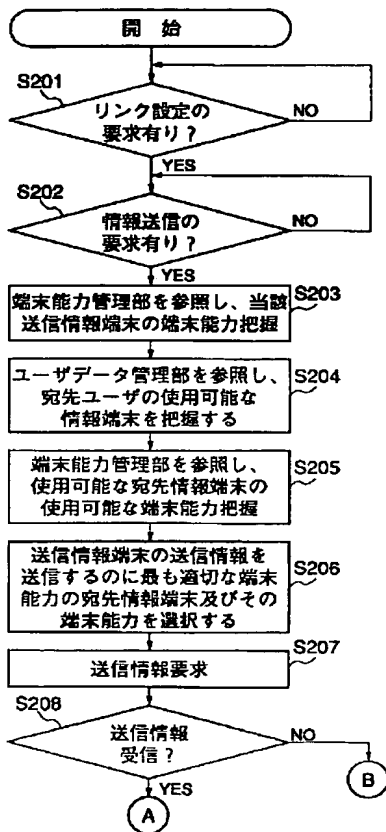 開始
S201
リンク設定の
要求有り?
NO
YES
S202
情報送信の
要求有り?
NO
YES
S203
端末能力管理部を参照し、当該
送信情報端末の端末能力把握
S204
ユーザデータ管理部を参照し、
宛先ユーザの使用可能な
情報端末を把握する
S205
端末能力管理部を参照し、
使用可能な宛先情報端末の
使用可能な端末能力把握
S206
送信情報端末の送信情報を
送信するのに最も適切な端末
能力の宛先情報端末及びその
端末能力を選択する
S207
送信情報要求
S208
送信情報
受信?
NO
YES
B
A